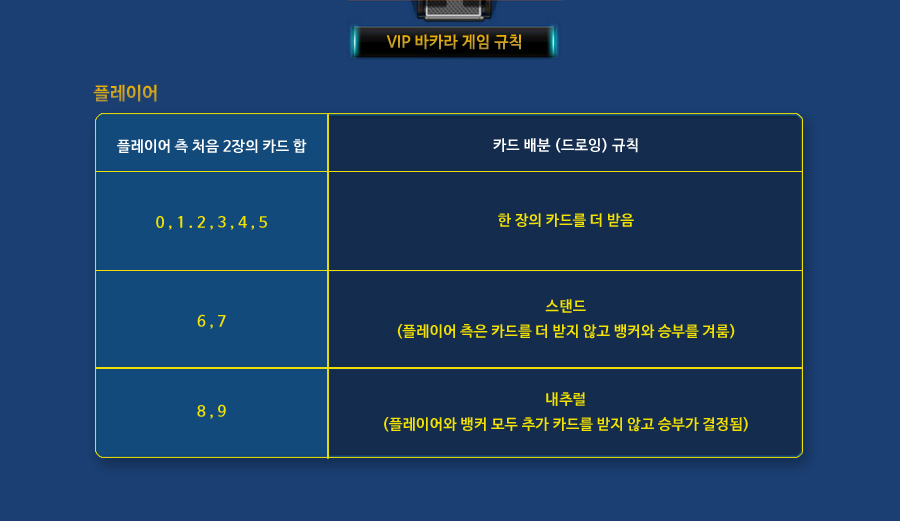 VIP 바카라 게임 규칙
플레이어
플레이어 측 처음 2장의 카드 합
카드 배분 (드로잉) 규칙
0,1.2,3,4,5
한 장의 카드를 더 받음
6,7
스탠드
(플레이어 측은 카드를 더 받지 않고 뱅커와 승부를 겨룸)
8,9
내추럴
(플레이어와 뱅커 모두 추가 카드를 받지 않고 승부가 결정됨)